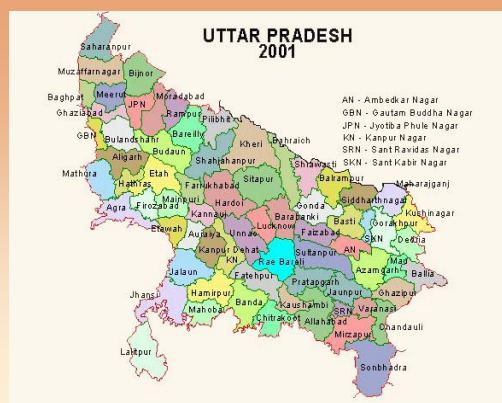 UTTAR PRADESH
2001
AN - Ambedkar Nagar
GBN - Gautam Buddha Nagar
JPN - Jyotiba Phule Nagar
KN - Kanpur Nagar
SRN - Sant Ravidas Nagar
SKN - Sant Kabir Nagar
Saharanpur
Muzaffarnagar
Bijnor
Baghpat
Meerut
Moradabad
Ghaziabad
JPN
Rampur
Pilibhit
GBN
Bulandshahr
Bareilly
Kheri
Bahraich
Aligarh
Budaun
Shahjahanpur
Shrawasti
Balrampur
Maharajganj
Mathura
Hathras
Etah
Sitapur
Siddharthnagar
Farrukhabad
Mainpuri
Hardoi
Gonda
Basti
Kushinagar
Agra
Firozabad
Kannauj
Barabanki
Gorakhpur
Etawah
Lucknow
Faizabad
SKN
Deoria
Auraiya
Unnao
AN
Kanpur Dehat
KN
Rae Bareli
Sultanpur
Azamgarh
Mau
Ballia
Jalaun
Fatehpur
Pratapgarh
Jaunpur
Ghazipur
Jhansi
Hamirpur
Banda
Kaushambi
Varanasi
Mahoba
Chitrakoot
Allahabad
SRN
Mirzapur
Chandauli
Lalitpur
Sonbhadra